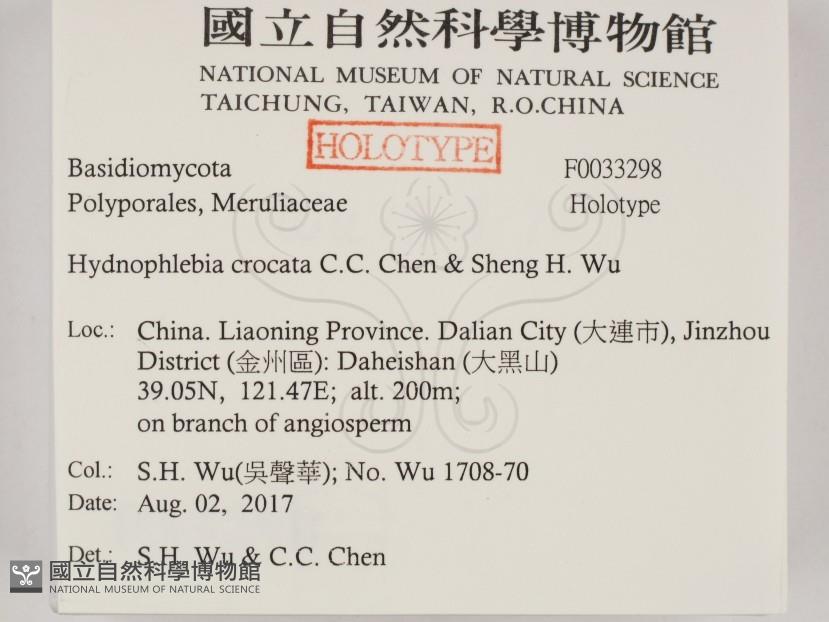 國立自然科學博物館
NATIONAL MUSEUM OF NATURAL SCIENCE
TAICHUNG, TAIWAN, R.O.CHINA
HOLOTYPE
Basidiomycota F0033298
Polyporales, Meruliaceae Holotype
Hydnophlebia crocata C.C. Chen & Sheng H. Wu
Loc.: China. Liaoning Province. Dalian City (大連市), Jinzhou
District (金州區): Daheishan (大黑山)
39.05N, 121.47E; alt. 200m;
on branch of angiosperm
Col.: S.H. Wu(吳聲華); No. Wu 1708-70
Date: Aug. 02, 2017
Det.: S.H. Wu & C.C. Chen
國立自然科學博物館
NATIONAL MUSEUM OF NATURAL SCIENCE